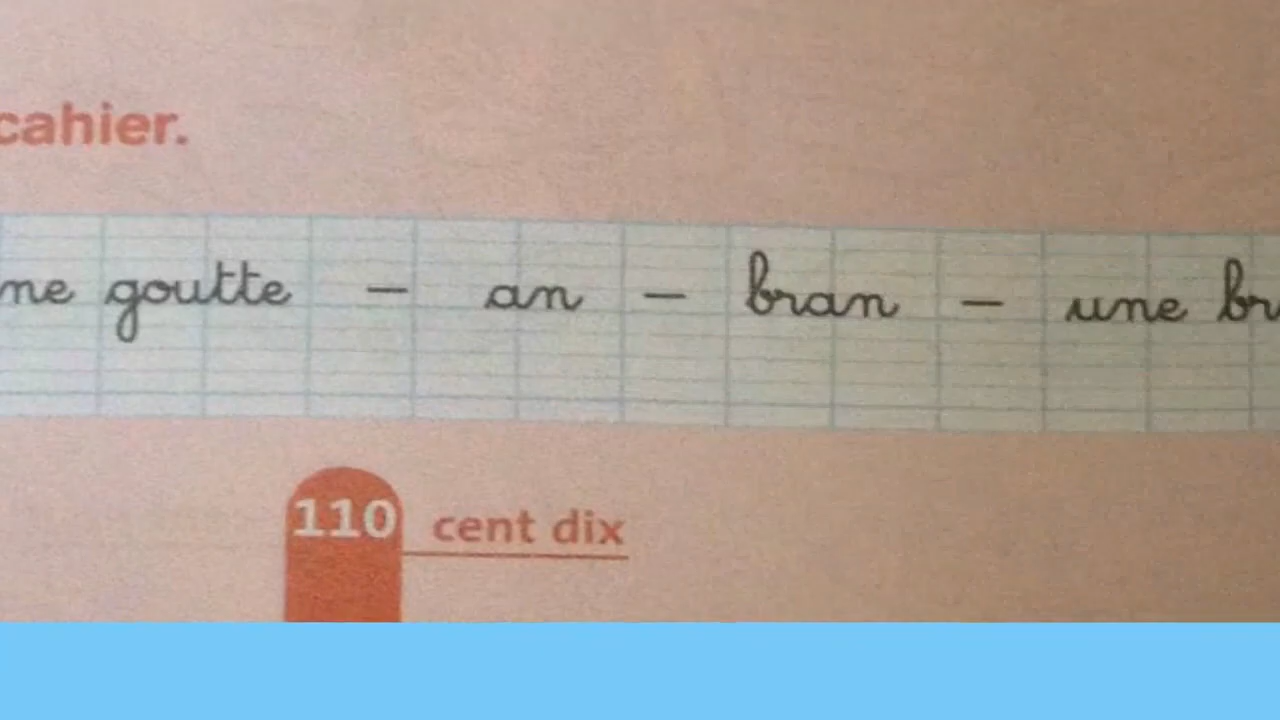 cahier.
ne goutte – an – bran – une br
110 cent dix